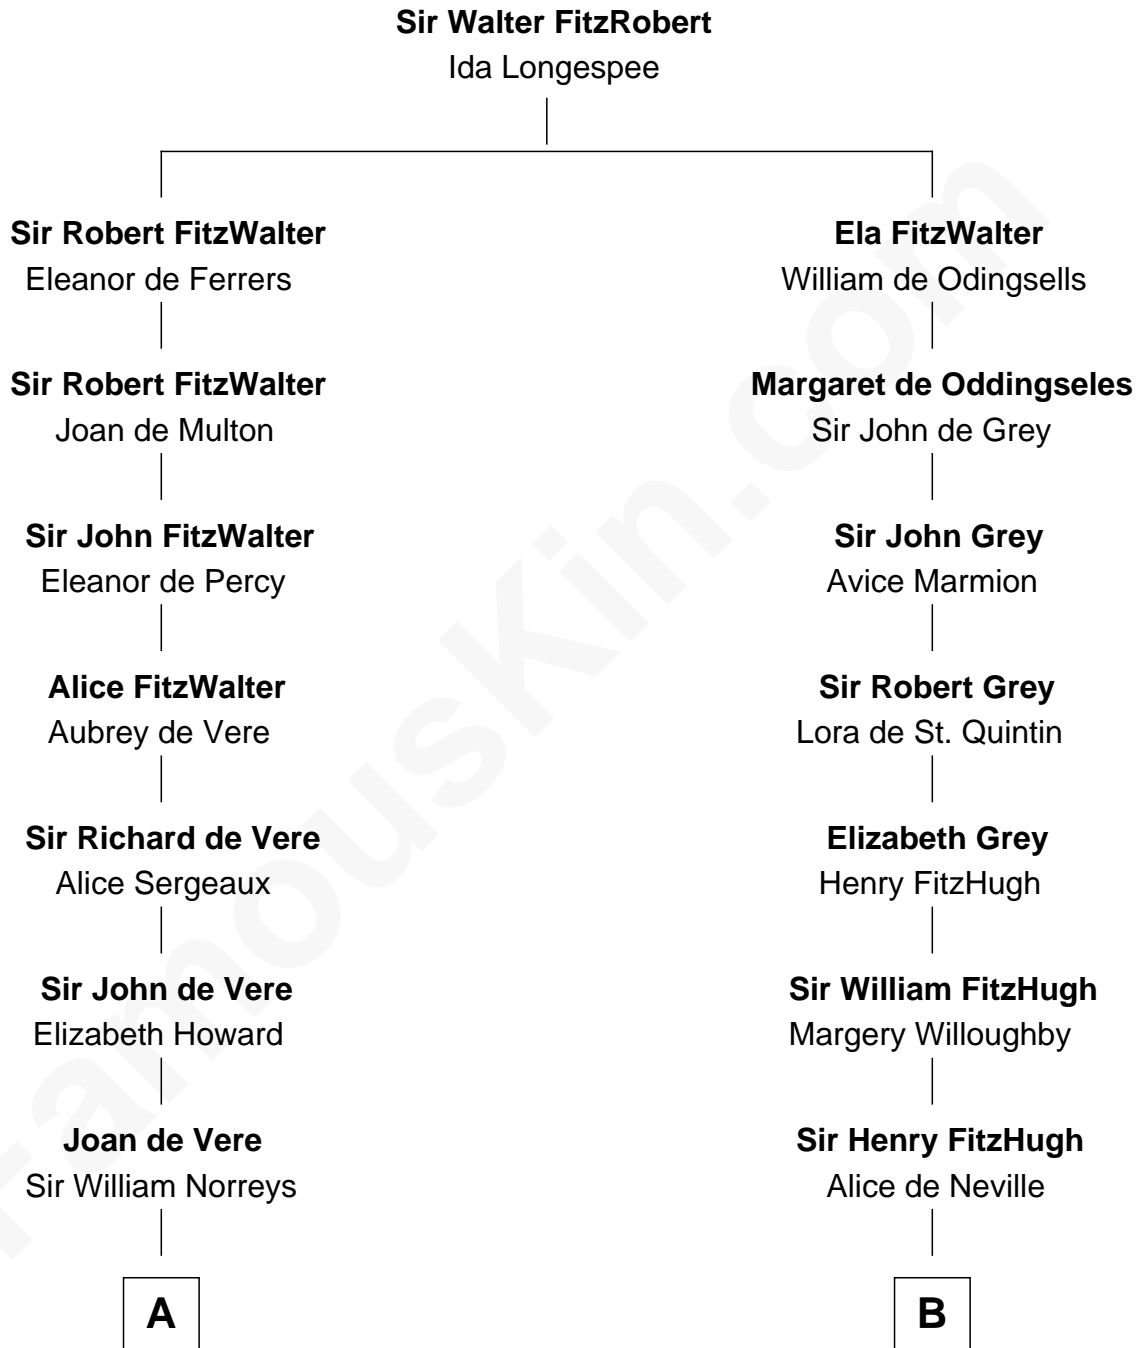 Sir Walter FitzRobert
Ida Longespee
Sir Robert FitzWalter
Eleanor de Ferrers
Sir Robert FitzWalter
Joan de Multon
Sir John FitzWalter
Eleanor de Percy
Alice FitzWalter
Aubrey de Vere
Sir Richard de Vere
Alice Sergeaux
Sir John de Vere
Elizabeth Howard
Joan de Vere
Sir William Norreys
A
Ela FitzWalter
William de Odingsells
Margaret de Oddingseles
Sir John de Grey
Sir John Grey
Avice Marmion
Sir Robert Grey
Lora de St. Quintin
Elizabeth Grey
Henry FitzHugh
Sir William FitzHugh
Margery Willoughby
Sir Henry FitzHugh
Alice de Neville
B
FamousKin.com